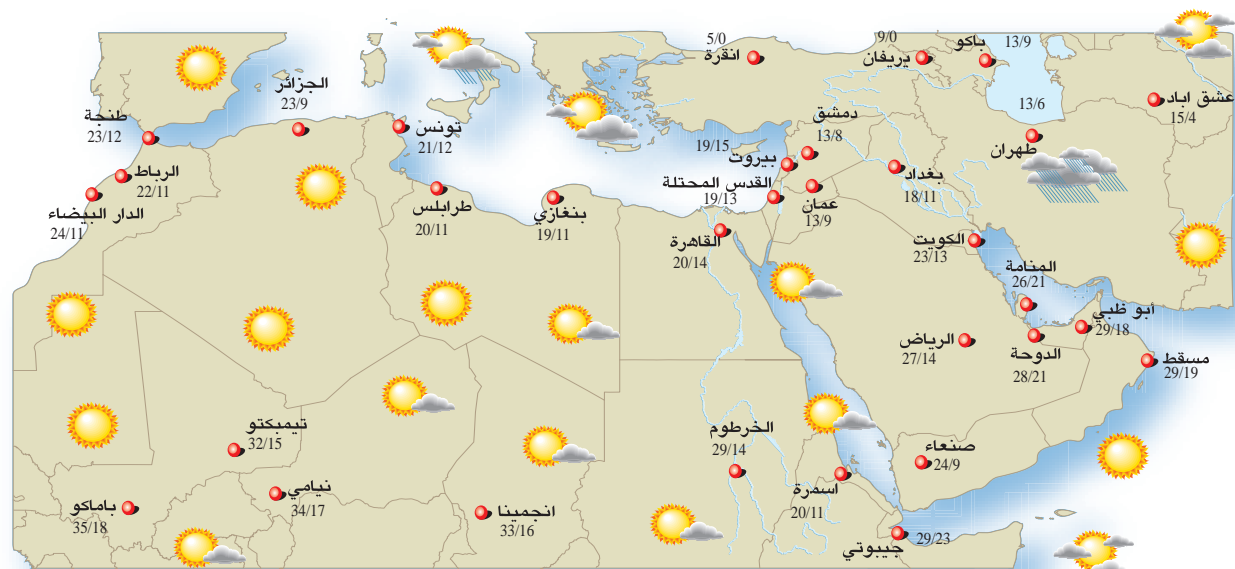 5/0
انقرة
9/0
يريفان
باكو
13/9
عشق اباد
15/4
الجزائر
23/9
طنجة
23/12
تونس
21/12
دمشق
13/8
13/6
طهران
19/15
بيروت
الرباط
22/11
القدس المحتلة
19/13
بغداد
18/11
عمان
13/9
الدار البيضاء
24/11
طرابلس
20/11
بنغازي
19/11
القاهرة
20/14
الكويت
23/13
المنامة
26/21
أبو ظبي
29/18
الرياض
27/14
الدوحة
28/21
مسقط
29/19
تيمبكتو
32/15
الخرطوم
29/14
صنعاء
24/9
نيامي
34/17
باماكو
35/18
انجمينا
33/16
اسمرة
20/11
جيبوتي
29/23